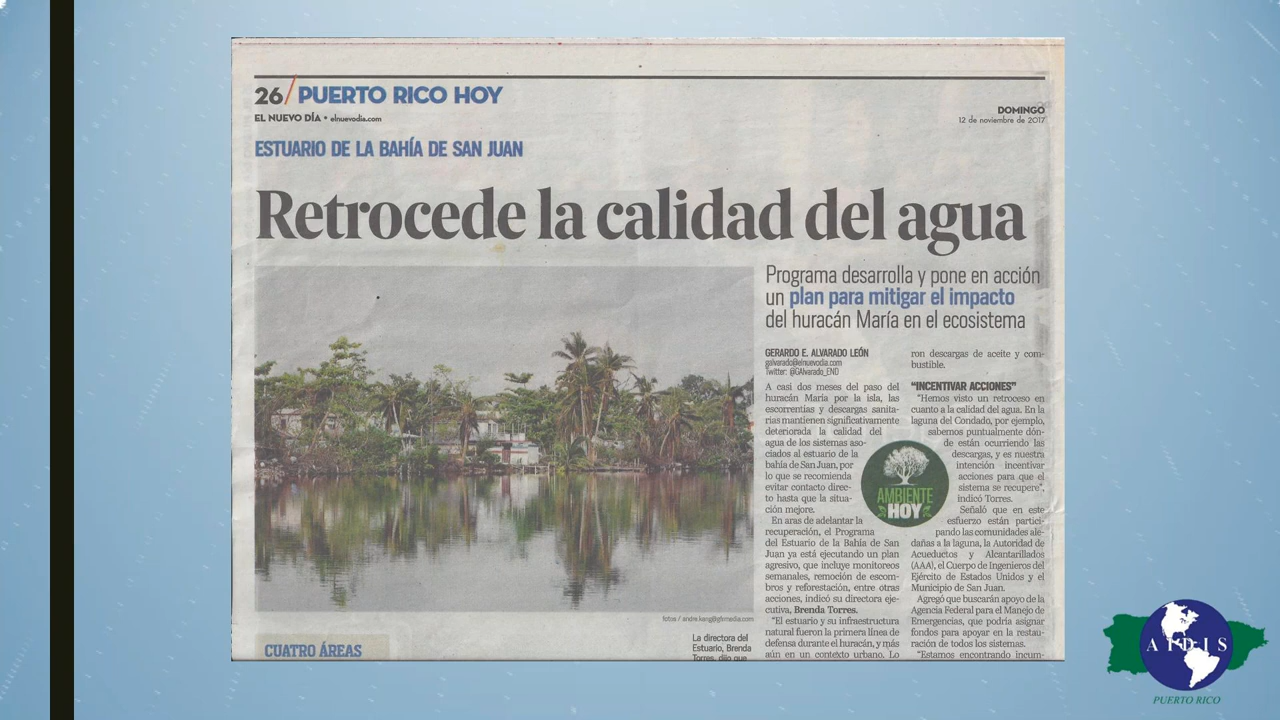 26/PUERTO RICO HOY
EL NUEVO DÍA • elnuevodia.com
DOMINGO
12 de noviembre de 2017
ESTUARIO DE LA BAHÍA DE SAN JUAN
Retrocede la calidad del agua
Programa desarrolla y pone en acción
un plan para mitigar el impacto
del huracán María en el ecosistema
GERARDO E. ALVARADO LEÓN
galvarado@elnuevodia.com
Twitter: @GAlvarado_END
A casi dos meses del paso del
huracán María por la isla, las
escorrentías y descargas sanita-
rias mantienen significativamente
deteriorada la calidad del
agua de los sistemas aso-
ciados al estuario de la
bahía de San Juan, por
lo que se recomienda
evitar contacto direc-
to hasta que la situa-
ción mejore.
En aras de adelantar la
recuperación, el Programa
del Estuario de la Bahía de San
Juan ya está ejecutando un plan
agresivo, que incluye monitoreos
semanales, remoción de escom-
bros y reforestación, entre otras
acciones, indicó su directora eje-
cutiva, Brenda Torres.
"El estuario y su infraestructura
natural fueron la primera línea de
defensa durante el huracán, y más
aún en un contexto urbano. Lo
ron descargas de aceite y com-
bustible.
"INCENTIVAR ACCIONES"
"Hemos visto un retroceso en
cuanto a la calidad del agua. En la
laguna del Condado, por ejemplo,
sabemos puntualmente dón-
de están ocurriendo las
descargas, y es nuestra
intención incentivar
acciones para que el
sistema se recupere",
indicó Torres.
Señaló que en este
esfuerzo están partici-
pando las comunidades ale-
dañas a la laguna, la Autoridad de
Acueductos y Alcantarillados
(AAA), el Cuerpo de Ingenieros del
Ejército de Estados Unidos y el
Municipio de San Juan.
Agregó que buscarán apoyo de la
Agencia Federal para el Manejo de
Emergencias, que podría asignar
fondos para apoyar en la restau-
ración de todos los sistemas.
"Estamos encontrando incum-
AMBIENTE
HOY
fotos / andre.kang@gfrmedia.com
CUATRO ÁREAS
La directora del
Estuario, Brenda
Torres, dijo que
AIDIS
PUERTO RICO